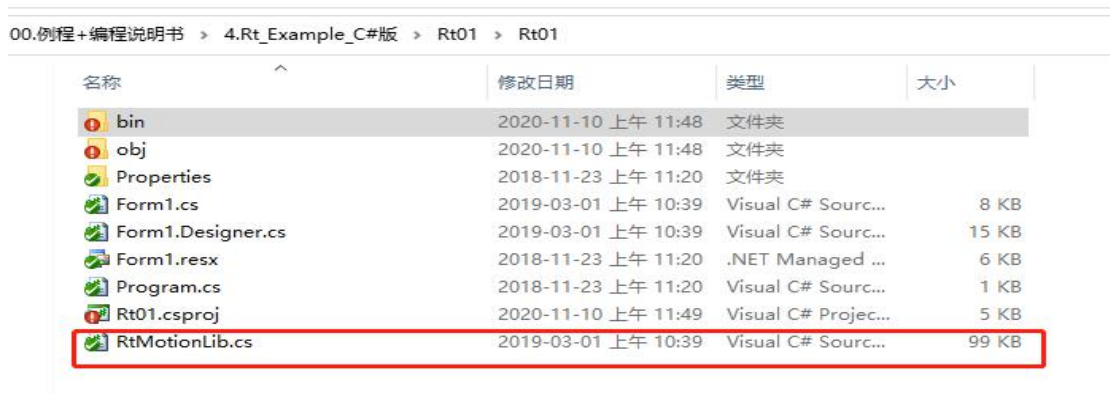 00.例程+编程说明书 › 4.Rt_Example_C#版 › Rt01 › Rt01
名称 修改日期 类型 大小
bin 2020-11-10 上午 11:48 文件夹
obj 2020-11-10 上午 11:48 文件夹
Properties 2018-11-23 上午 11:20 文件夹
Form1.cs 2019-03-01 上午 10:39 Visual C# Sourc... 8 KB
Form1.Designer.cs 2019-03-01 上午 10:39 Visual C# Sourc... 15 KB
Form1.resx 2018-11-23 上午 11:20 .NET Managed ... 6 KB
Program.cs 2018-11-23 上午 11:20 Visual C# Sourc... 1 KB
Rt01.csproj 2020-11-10 上午 11:49 Visual C# Projec... 5 KB
RtMotionLib.cs 2019-03-01 上午 10:39 Visual C# Sourc... 99 KB